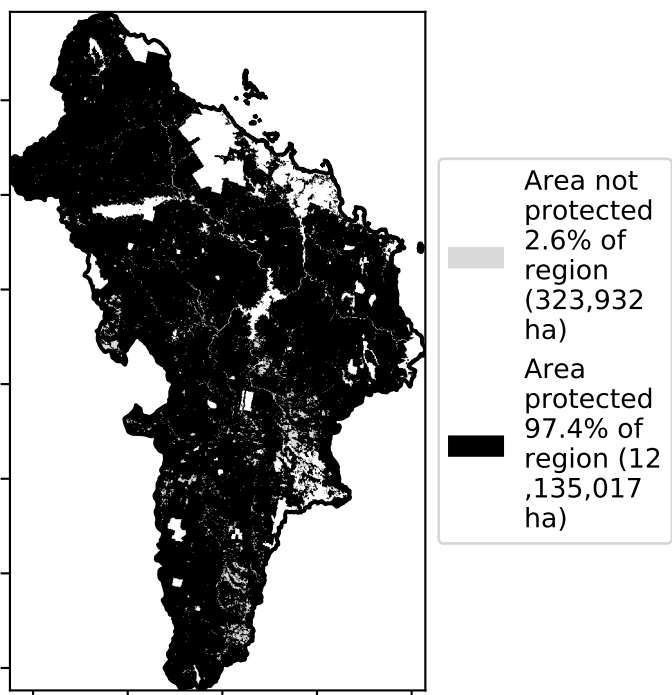 Area not
protected
2.6% of
region
(323,932
ha)
Area
protected
97.4% of
region (12
,135,017
ha)